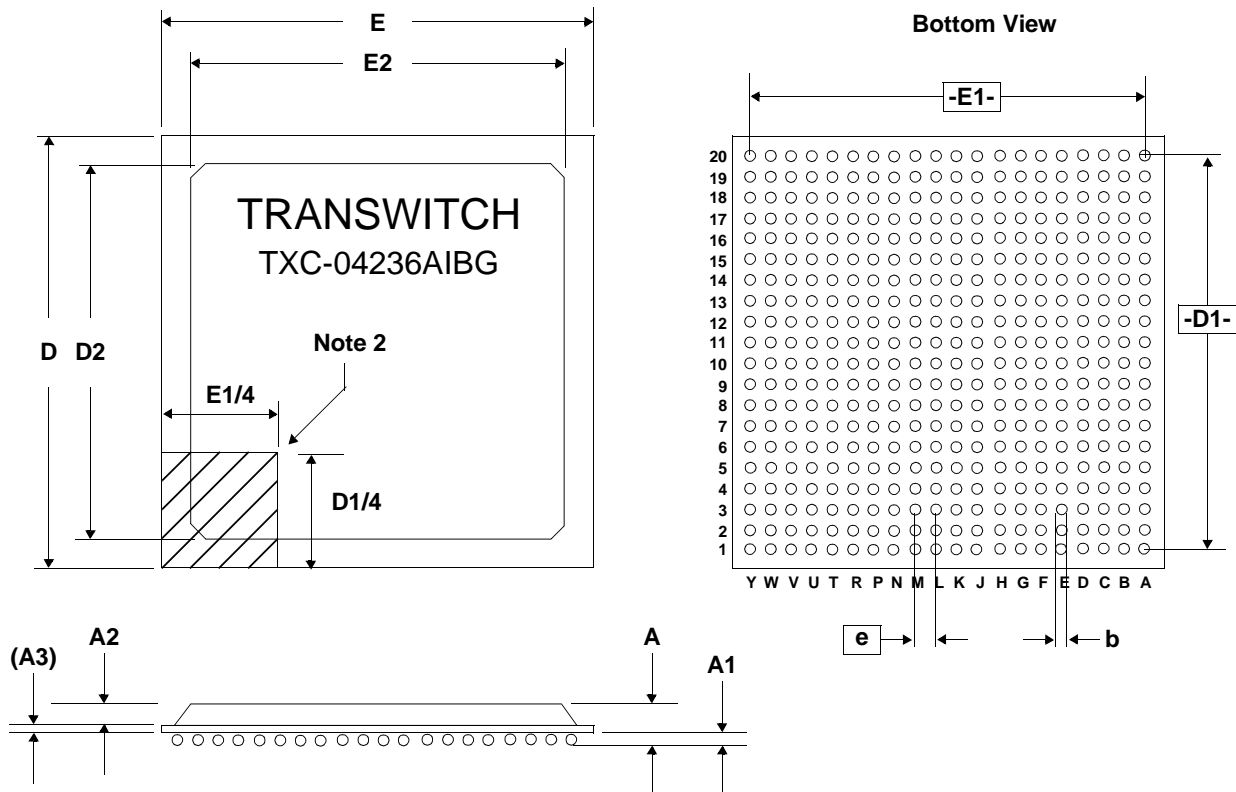 E
Bottom View
E2
-E1-
20
19
18
17
16
15
14
13
12
11
10
9
8
7
6
5
4
3
2
1
TRANSWITCH
TXC-04236AIBG
-D1-
D
D2
Note 2
E1/4
D1/4
Y W V U T R P N M L K J H G F E D C B A
e
b
A2
(A3)
A
A1